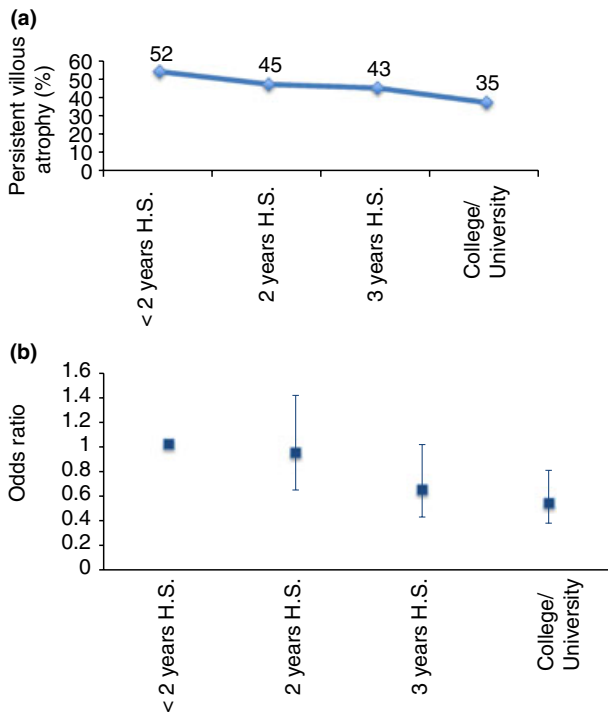 (a)
Persistent villous
atrophy (%)
60
50
40
30
20
10
0
52
45
43
35
< 2 years H.S.
2 years H.S.
3 years H.S.
College/
University
(b)
Odds ratio
1.6
1.4
1.2
1
0.8
0.6
0.4
0.2
0
< 2 years H.S.
2 years H.S.
3 years H.S.
College/
University